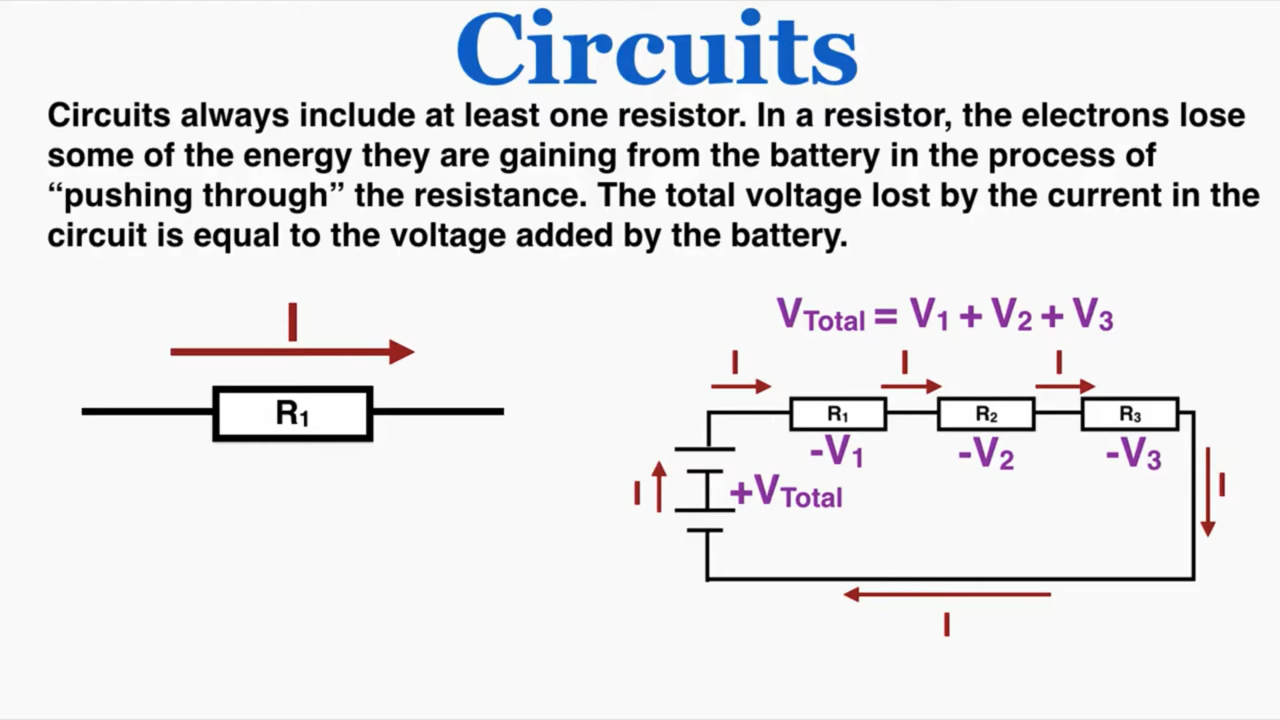 Circuits
Circuits always include at least one resistor. In a resistor, the electrons lose
some of the energy they are gaining from the battery in the process of
“pushing through” the resistance. The total voltage lost by the current in the
circuit is equal to the voltage added by the battery.
I
R₁
V_Total = V₁ + V₂ + V₃
I I I
R₁ R₂ R₃
-V₁ -V₂ -V₃
I +V_Total I
I